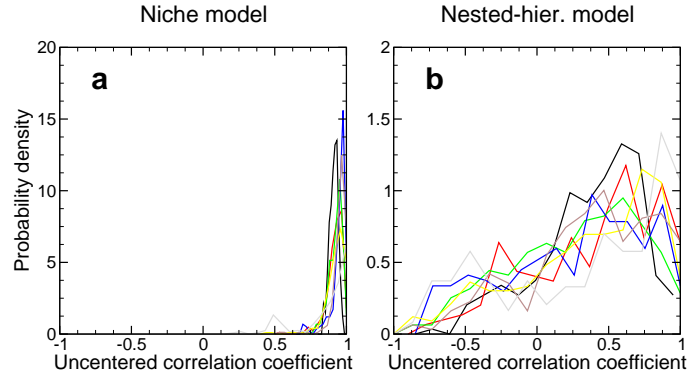 Niche model
Nested-hier. model
Probability density
20
15
10
5
0
a
-1
-0.5
0
0.5
1
Uncentered correlation coefficient
2
1.5
1
0.5
0
b
-1
-0.5
0
0.5
1
Uncentered correlation coefficient